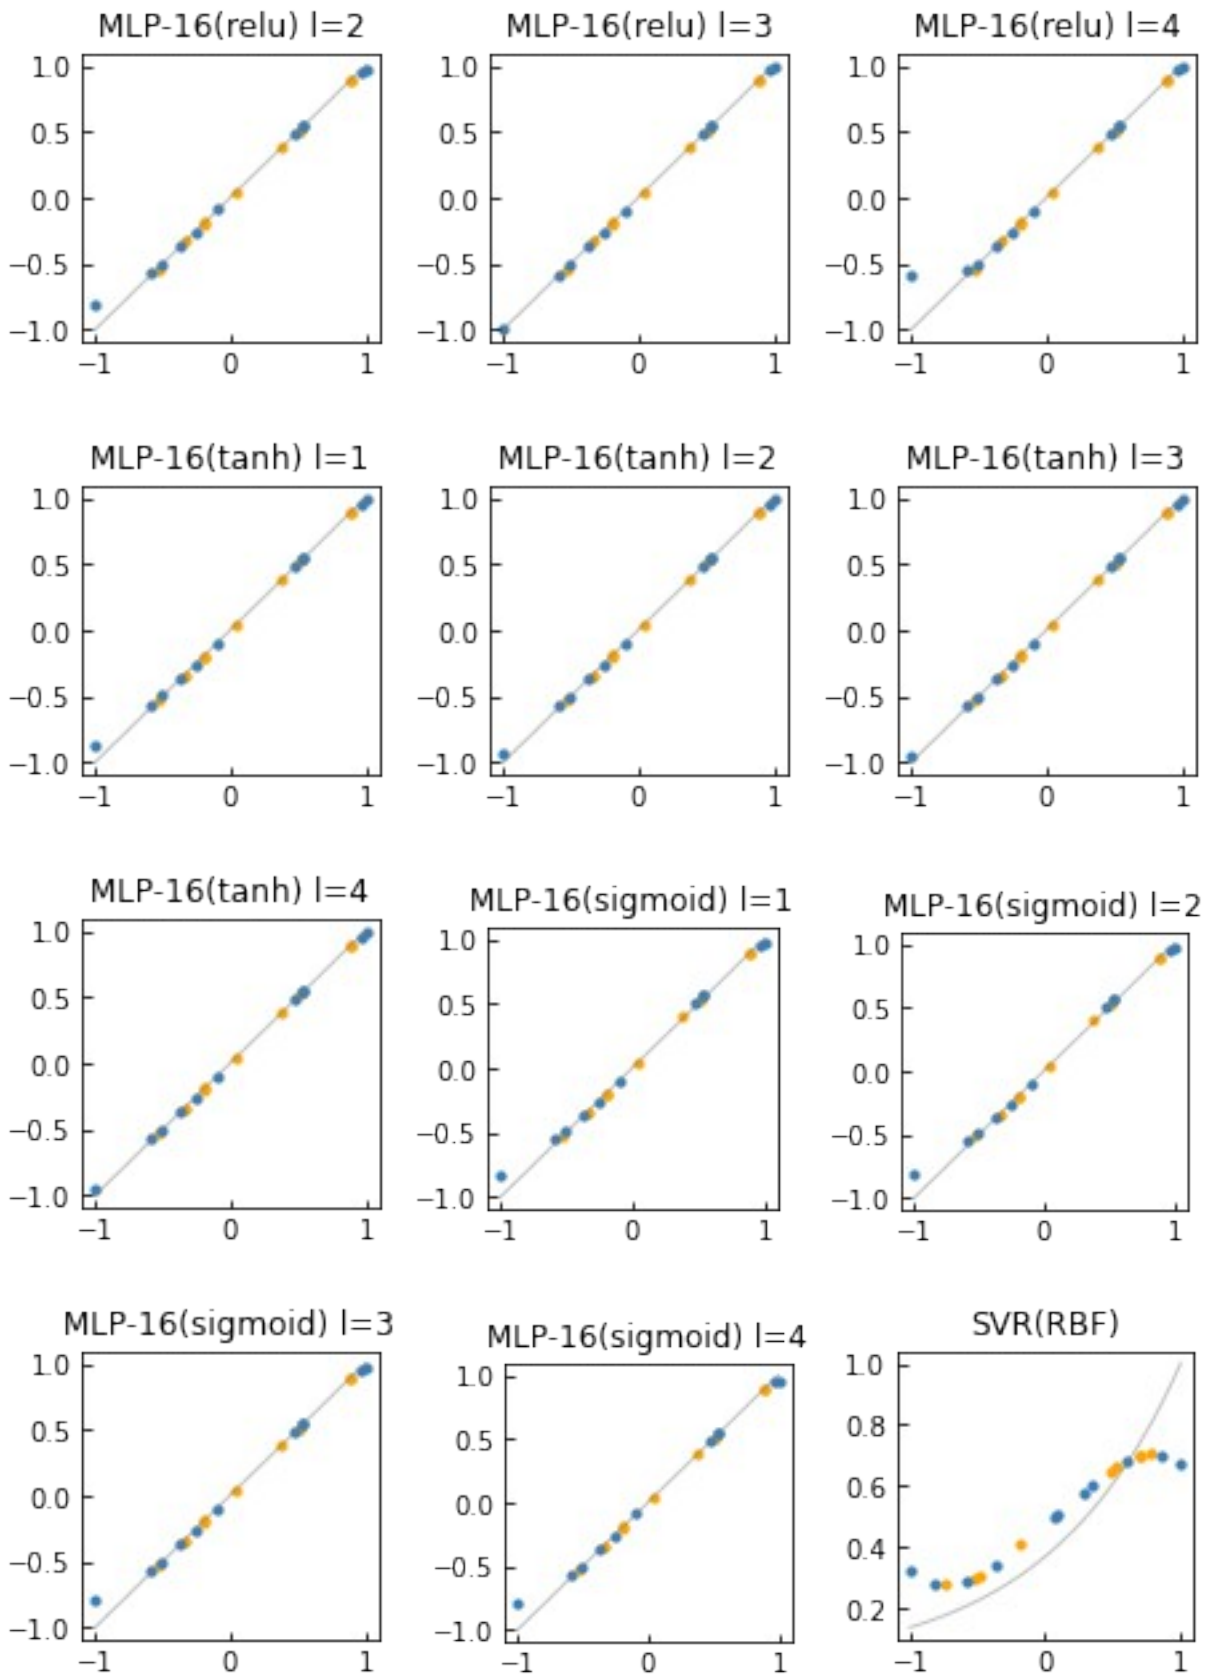 MLP-16(relu) l=2 MLP-16(relu) l=3 MLP-16(relu) l=4
1.0 1.0 1.0
0.5 0.5 0.5
0.0 0.0 0.0
−0.5 −0.5 −0.5
−1.0 −1.0 −1.0
−1 0 1 −1 0 1 −1 0 1
MLP-16(tanh) l=1 MLP-16(tanh) l=2 MLP-16(tanh) l=3
1.0 1.0 1.0
0.5 0.5 0.5
0.0 0.0 0.0
−0.5 −0.5 −0.5
−1.0 −1.0 −1.0
−1 0 1 −1 0 1 −1 0 1
MLP-16(tanh) l=4 MLP-16(sigmoid) l=1 MLP-16(sigmoid) l=2
1.0 1.0 1.0
0.5 0.5 0.5
0.0 0.0 0.0
−0.5 −0.5 −0.5
−1.0 −1.0 −1.0
−1 0 1 −1 0 1 −1 0 1
MLP-16(sigmoid) l=3 MLP-16(sigmoid) l=4 SVR(RBF)
1.0 1.0 1.0
0.5 0.5 0.8
0.0 0.0 0.6
−0.5 −0.5 0.4
−1.0 −1.0 0.2
−1 0 1 −1 0 1 −1 0 1